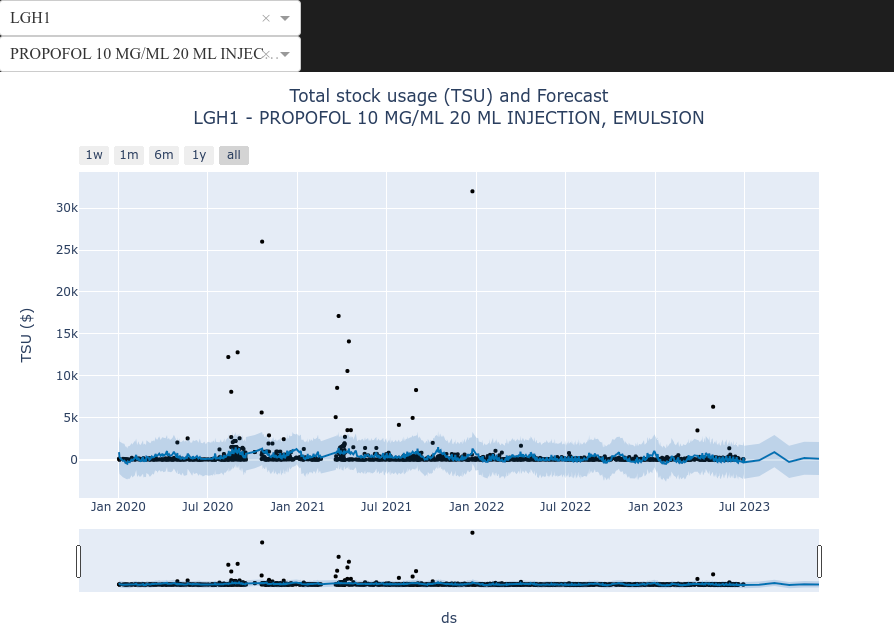 LGH1
PROPOFOL 10 MG/ML 20 ML INJEC...
Total stock usage (TSU) and Forecast
LGH1 - PROPOFOL 10 MG/ML 20 ML INJECTION, EMULSION
1w 1m 6m 1y all
30k
25k
20k
15k
10k
5k
0
TSU ($)
Jan 2020 Jul 2020 Jan 2021 Jul 2021 Jan 2022 Jul 2022 Jan 2023 Jul 2023
ds